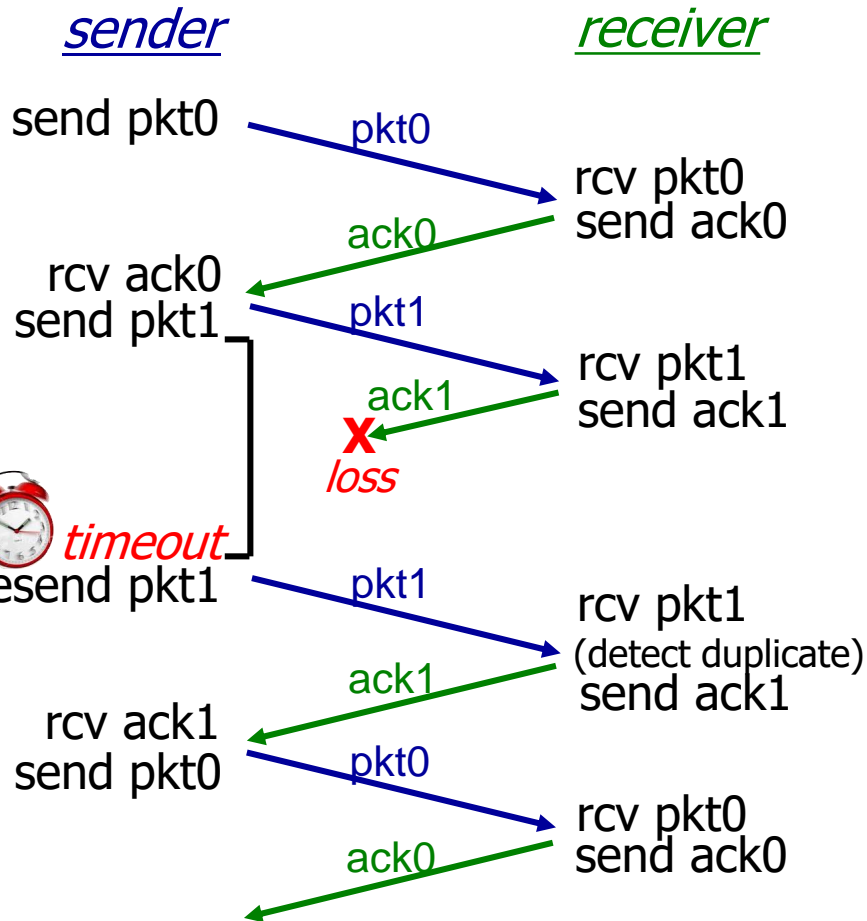 sender
receiver
send pkt0
pkt0
rcv pkt0
send ack0
ack0
rcv ack0
send pkt1
pkt1
rcv pkt1
send ack1
ack1
X
loss
timeout
esend pkt1
pkt1
rcv pkt1
(detect duplicate)
send ack1
ack1
rcv ack1
send pkt0
pkt0
rcv pkt0
send ack0
ack0